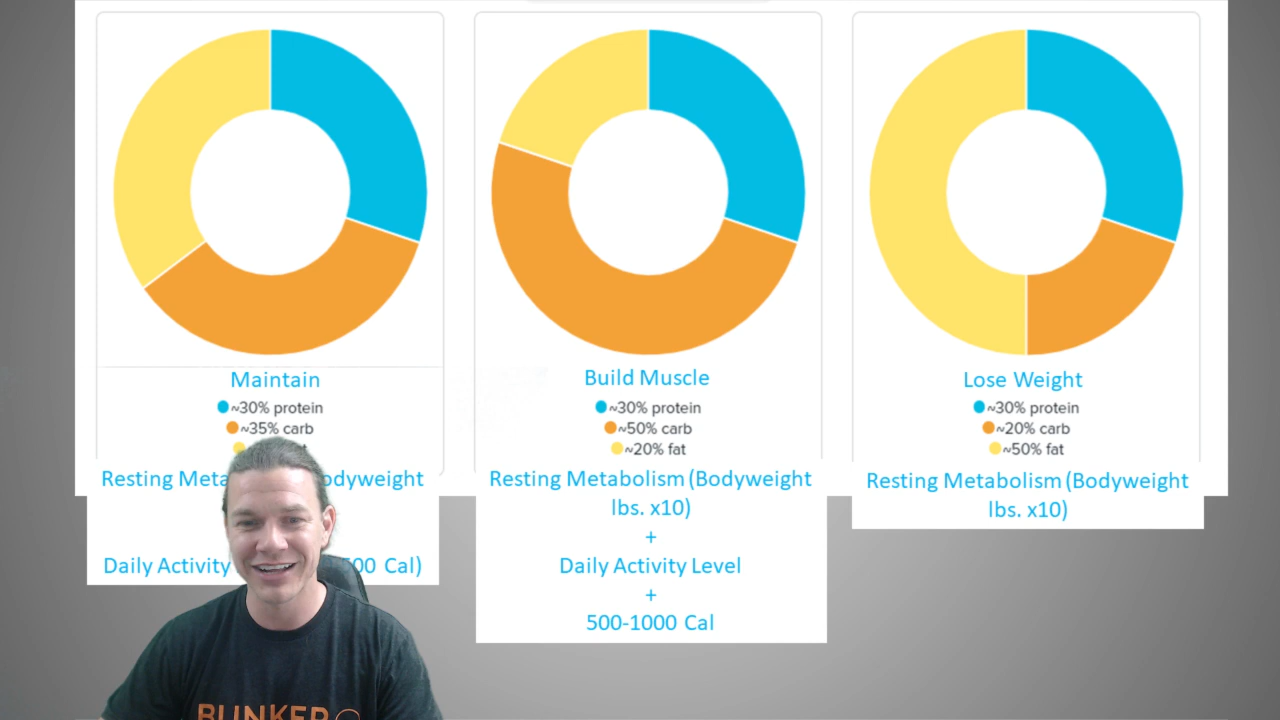 Maintain
~30% protein
~35% carb
Resting
Daily Activity 00 Cal)
Build Muscle
~30% protein
~50% carb
~20% fat
Resting Metabolism (Bodyweight
lbs. x10)
+
Daily Activity Level
+
500-1000 Cal
Lose Weight
~30% protein
~20% carb
~50% fat
Resting Metabolism (Bodyweight
lbs. x10)
BUNKER